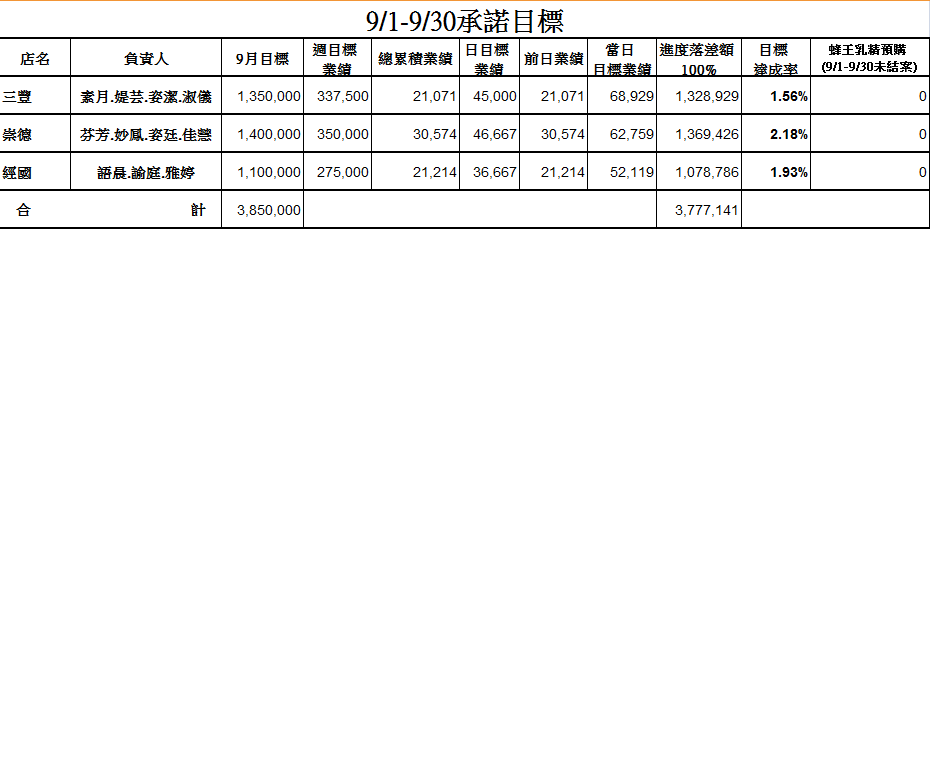 9/1-9/30承諾目標
店名 負責人 9月目標 週目標業績 總累積業績 日目標業績 前日業績 當日目標業績 進度落差額100% 目標達成率 蜂王乳精預購(9/1-9/30未結案)
三豐 素月.媞芸.姿潔.淑儀 1,350,000 337,500 21,071 45,000 21,071 68,929 1,328,929 1.56% 0
崇德 芬芳.妙鳳.姿廷.佳慧 1,400,000 350,000 30,574 46,667 30,574 62,759 1,369,426 2.18% 0
經國 語晨.諭庭.雅婷 1,100,000 275,000 21,214 36,667 21,214 52,119 1,078,786 1.93% 0
合計 3,850,000 3,777,141